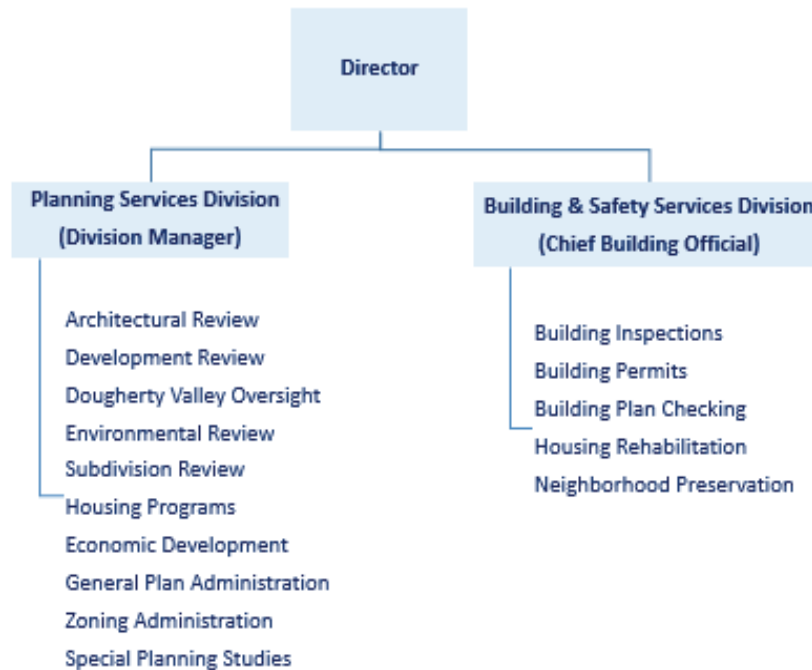 Director
Planning Services Division
(Division Manager)
Architectural Review
Development Review
Dougherty Valley Oversight
Environmental Review
Subdivision Review
Housing Programs
Economic Development
General Plan Administration
Zoning Administration
Special Planning Studies
Building & Safety Services Division
(Chief Building Official)
Building Inspections
Building Permits
Building Plan Checking
Housing Rehabilitation
Neighborhood Preservation